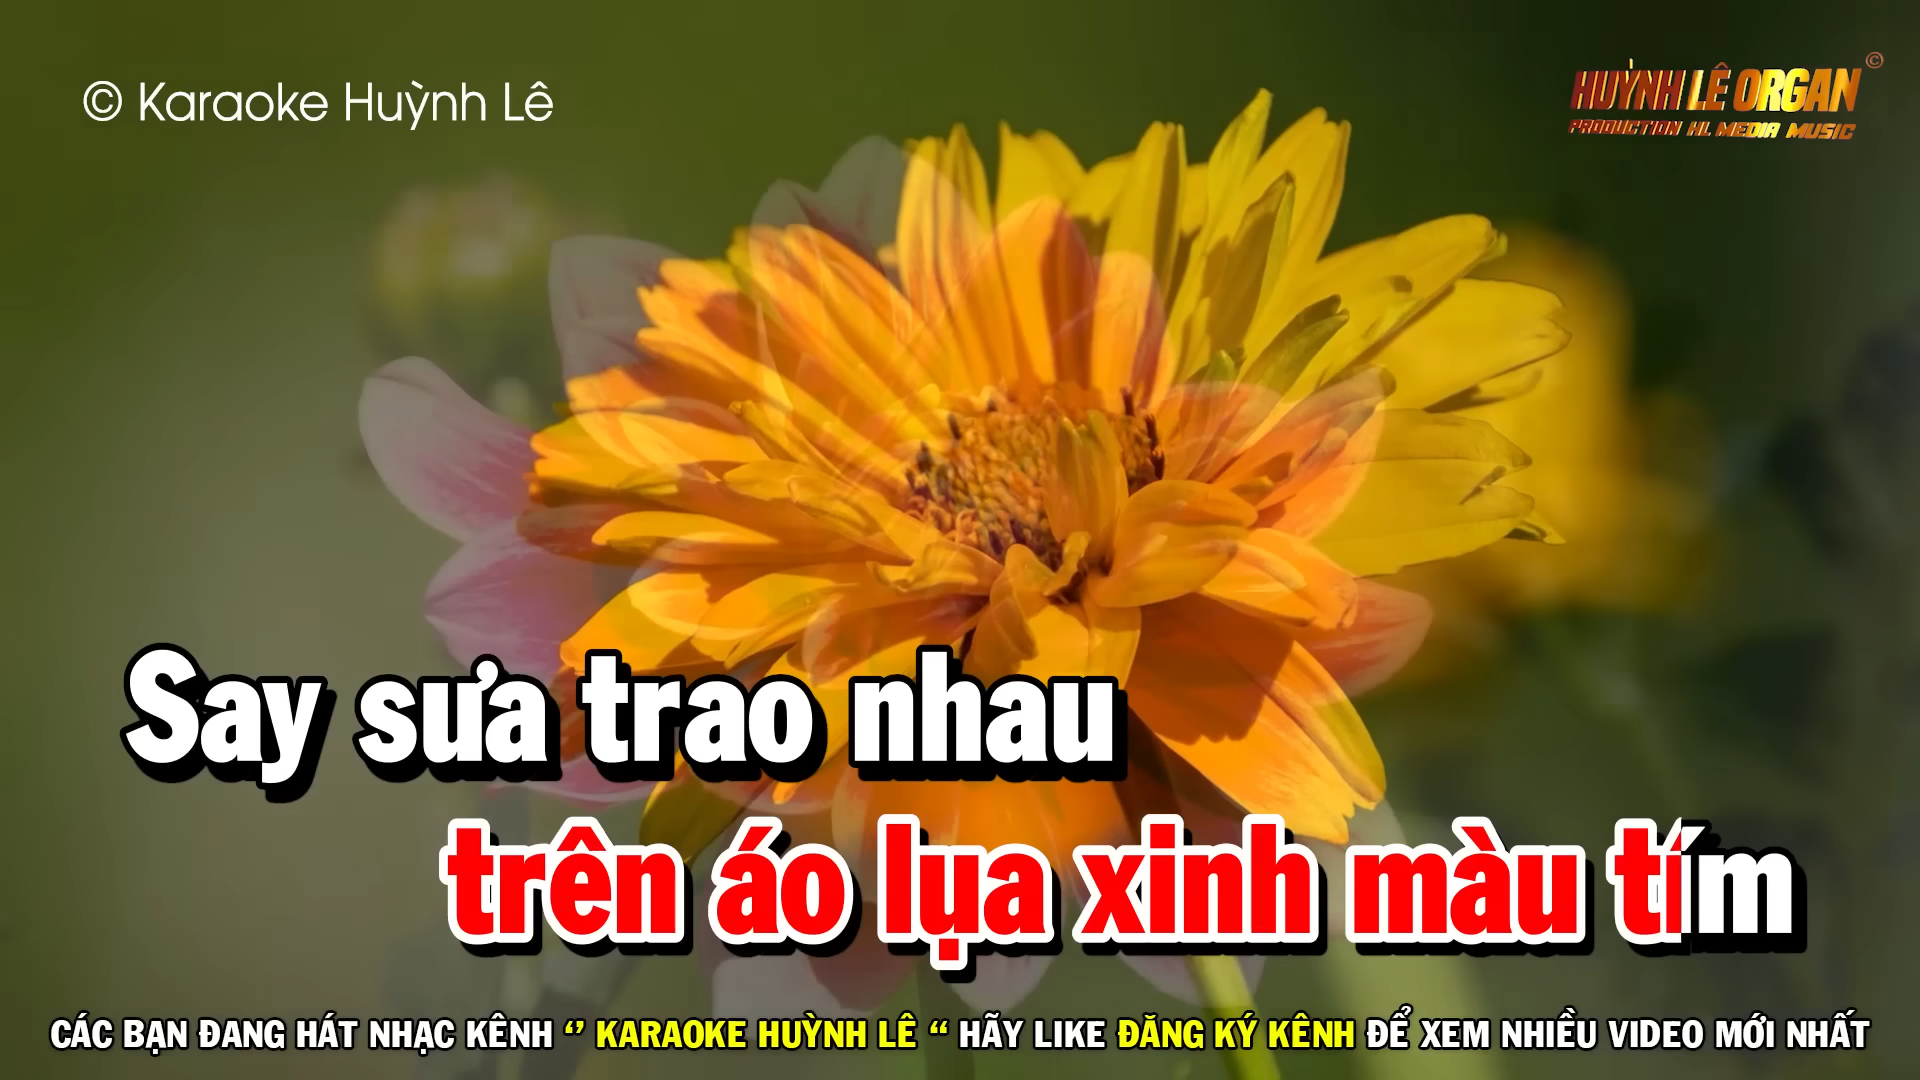 © Karaoke Huỳnh Lê
HUỲNH LÊ ORGAN ©
PRODUCTION HL MEDIA MUSIC
Say sưa trao nhau
trên áo lụa xinh màu tím
CÁC BẠN ĐANG HÁT NHẠC KÊNH “ KARAOKE HUỲNH LÊ “ HÃY LIKE ĐĂNG KÝ KÊNH ĐỂ XEM NHIỀU VIDEO MỚI NHẤT